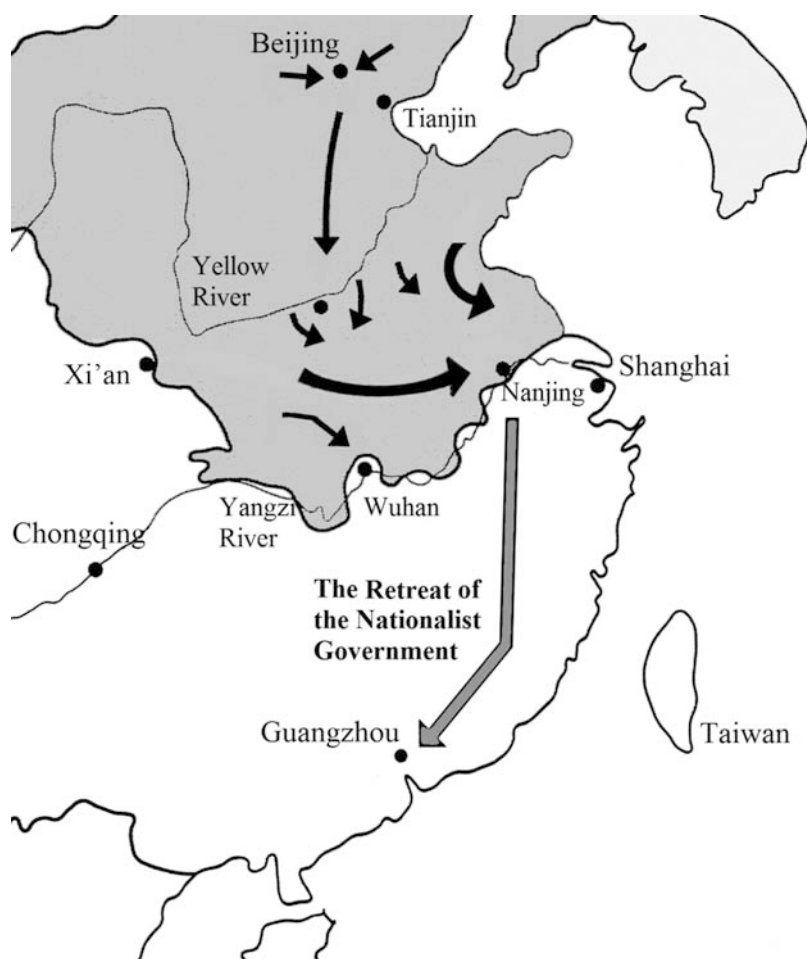 Beijing
Tianjin
Yellow
River
Xi'an
Shanghai
Nanjing
Yangzi
River
Wuhan
Chongqing
The Retreat of
the Nationalist
Government
Guangzhou
Taiwan